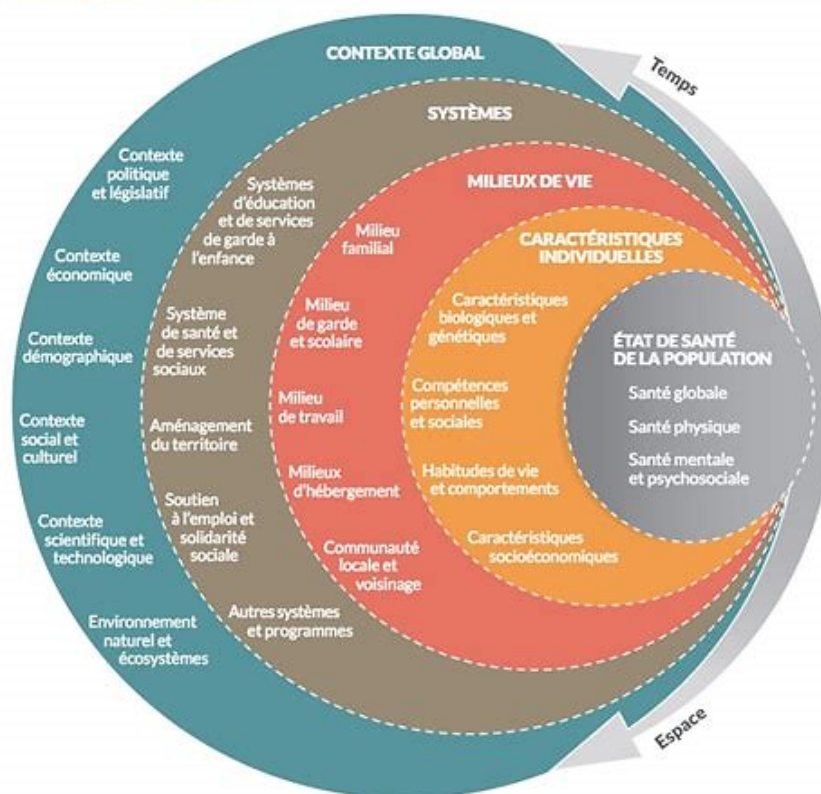 CONTEXTE GLOBAL
Temps
SYSTÈMES
MILIEUX DE VIE
CARACTÉRISTIQUES
INDIVIDUELLES
ÉTAT DE SANTÉ
DE LA POPULATION
Santé globale
Santé physique
Santé mentale
et psychosociale
Contexte
politique
et législatif
Contexte
économique
Contexte
démographique
Contexte
social et
culturel
Contexte
scientifique et
technologique
Environnement
naturel et
écosystèmes
Systèmes
d'éducation
et de services
de garde à
l'enfance
Système
de santé et
de services
sociaux
Aménagement
du territoire
Soutien
à l'emploi et
solidarité
sociale
Autres systèmes
et programmes
Milieu
familial
Milieu
de garde
et scolaire
Milieu
de travail
Milieux
d'hébergement
Communauté
locale et
voisinage
Caractéristiques
biologiques et
génétiques
Compétences
personnelles
et sociales
Habitudes de vie
et comportements
Caractéristiques
socioéconomiques
Espace